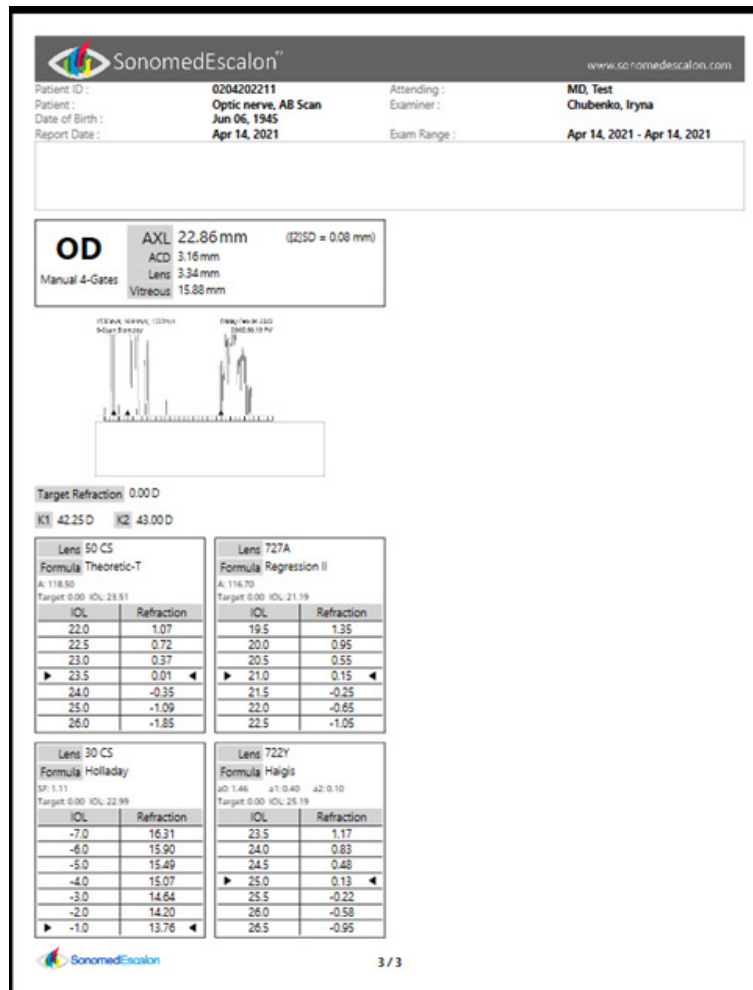 SonomedEscalon™ www.sonomedescalon.com
Patient ID : 0204202211 Attending : MD, Test
Patient : Optic nerve, AB Scan Examiner : Chubenko, Iryna
Date of Birth : Jun 06, 1945
Report Date : Apr 14, 2021 Exam Range : Apr 14, 2021 - Apr 14, 2021
OD AXL 22.86 mm ([2]SD = 0.08 mm)
ACD 3.16 mm
Manual 4-Gates Lens 3.34 mm
Vitreous 15.88 mm
Target Refraction 0.00 D
K1 42.25 D K2 43.00 D
Lens 50 CS
Formula Theoretic-T
A: 118.50
Target: 0.00 IOL: 23.51
IOL Refraction
22.0 1.07
22.5 0.72
23.0 0.37
23.5 0.01
24.0 -0.35
25.0 -1.09
26.0 -1.85
Lens 727A
Formula Regression II
A: 116.70
Target: 0.00 IOL: 21.19
IOL Refraction
19.5 1.35
20.0 0.95
20.5 0.55
21.0 0.15
21.5 -0.25
22.0 -0.65
22.5 -1.05
Lens 30 CS
Formula Holladay
SF: 1.11
Target: 0.00 IOL: 22.99
IOL Refraction
-7.0 16.31
-6.0 15.90
-5.0 15.49
-4.0 15.07
-3.0 14.64
-2.0 14.20
-1.0 13.76
Lens 722Y
Formula Haigis
a0: 1.46 a1: 0.40 a2: 0.10
Target: 0.00 IOL: 25.19
IOL Refraction
23.5 1.17
24.0 0.83
24.5 0.48
25.0 0.13
25.5 -0.22
26.0 -0.58
26.5 -0.95
SonomedEscalon 3 / 3